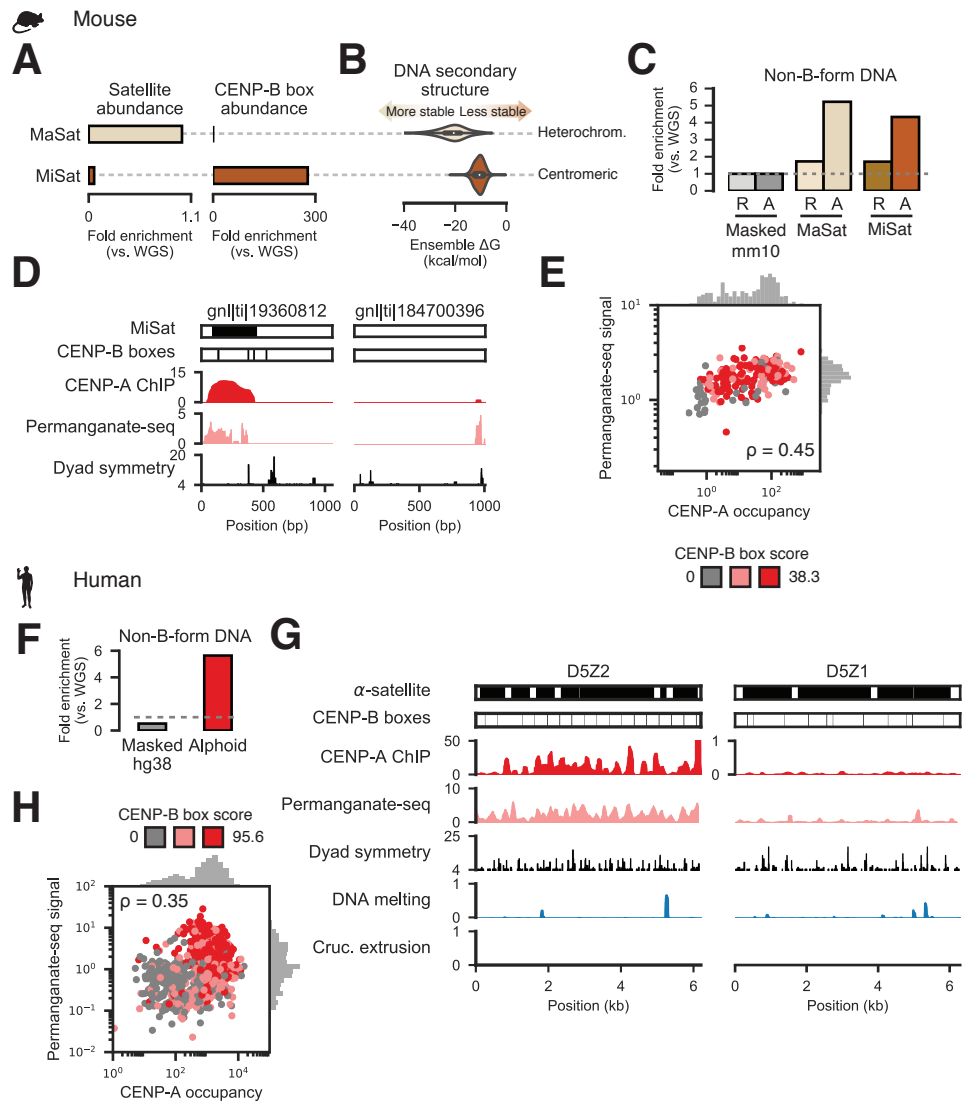 Mouse
A
Satellite abundance
CENP-B box abundance
MaSat
MiSat
0 1.1
Fold enrichment (vs. WGS)
0 300
Fold enrichment (vs. WGS)
B
DNA secondary structure
More stable Less stable
Heterochrom.
Centromeric
−40 −20 0
Ensemble ΔG (kcal/mol)
C
Non-B-form DNA
Fold enrichment (vs. WGS)
6
5
4
3
2
1
0
R A R A R A
Masked mm10
MaSat
MiSat
D
gnl|ti|19360812
gnl|ti|184700396
MiSat
CENP-B boxes
CENP-A ChIP
15
0
Permanganate-seq
5
0
Dyad symmetry
20
4
0 500 1000
Position (bp)
0 500 1000
Position (bp)
E
Permanganate-seq signal
10¹
10⁰
ρ = 0.45
10⁰ 10²
CENP-A occupancy
CENP-B box score
0 38.3
Human
F
Non-B-form DNA
Fold enrichment (vs. WGS)
6
4
2
0
Masked hg38
Alphoid
G
D5Z2
D5Z1
α-satellite
CENP-B boxes
CENP-A ChIP
50
0
1
0
Permanganate-seq
10
0
Dyad symmetry
25
4
DNA melting
1
0
Cruc. extrusion
1
0
0 2 4 6
Position (kb)
0 2 4 6
Position (kb)
H
CENP-B box score
0 95.6
Permanganate-seq signal
10²
10¹
10⁰
10⁻¹
10⁻²
ρ = 0.35
10⁰ 10² 10⁴
CENP-A occupancy